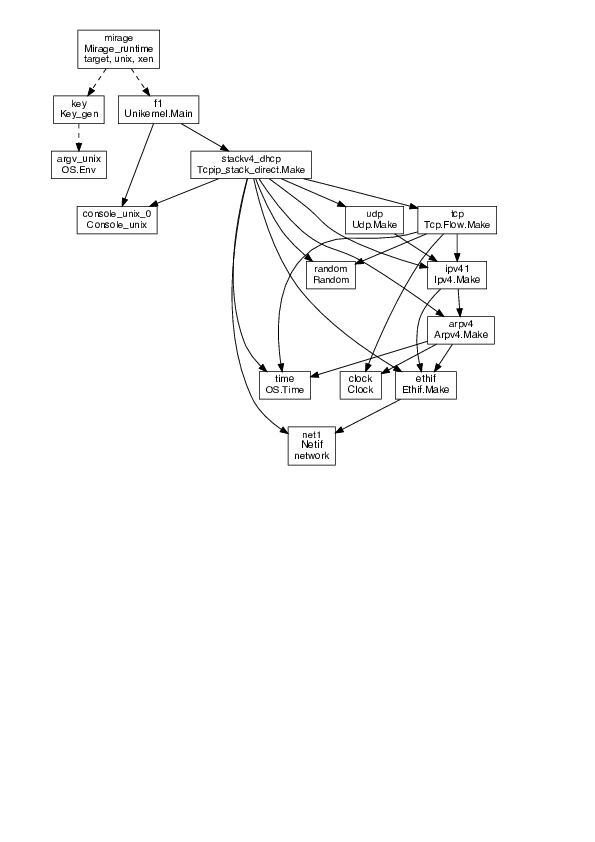 mirage
Mirage_runtime
target, unix, xen
key
Key_gen
f1
Unikernel.Main
argv_unix
OS.Env
stackv4_dhcp
Tcpip_stack_direct.Make
console_unix_0
Console_unix
udp
Udp.Make
tcp
Tcp.Flow.Make
random
Random
ipv41
Ipv4.Make
arpv4
Arpv4.Make
time
OS.Time
clock
Clock
ethif
Ethif.Make
net1
Netif
network